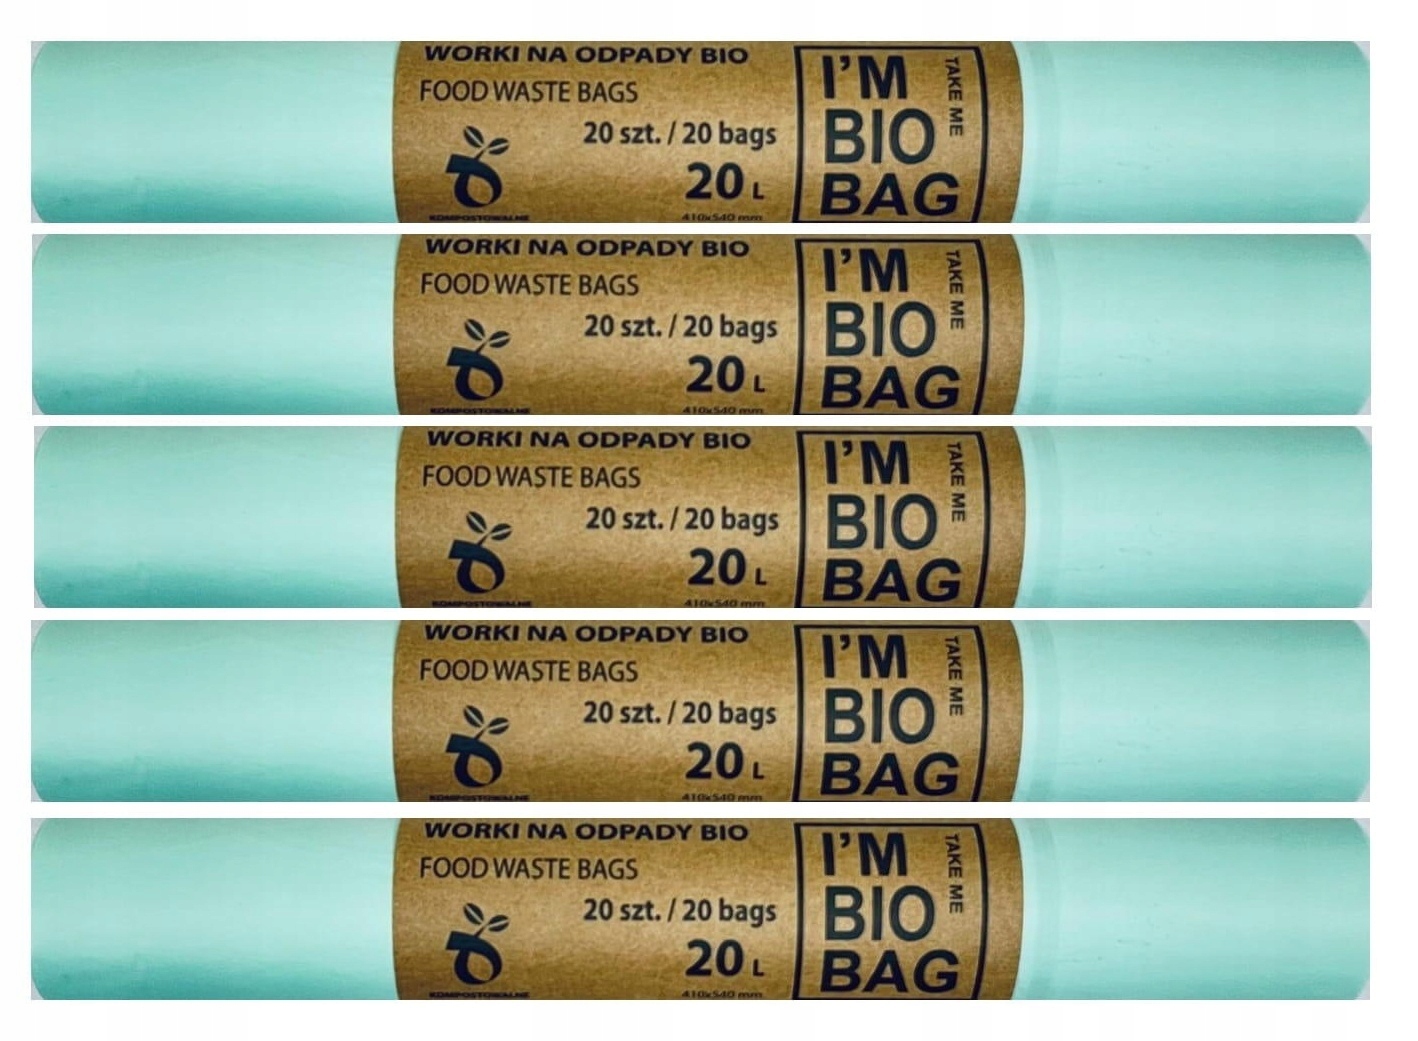 WORKI NA ODPADY BIO
FOOD WASTE BAGS
20 szt. / 20 bags
20 L
KOMPOSTOWALNE
410x540 mm
I'M
BIO
BAG
TAKE ME
WORKI NA ODPADY BIO
FOOD WASTE BAGS
20 szt. / 20 bags
20 L
KOMPOSTOWALNE
410x540 mm
I'M
BIO
BAG
TAKE ME
WORKI NA ODPADY BIO
FOOD WASTE BAGS
20 szt. / 20 bags
20 L
KOMPOSTOWALNE
410x540 mm
I'M
BIO
BAG
TAKE ME
WORKI NA ODPADY BIO
FOOD WASTE BAGS
20 szt. / 20 bags
20 L
KOMPOSTOWALNE
410x540 mm
I'M
BIO
BAG
TAKE ME
WORKI NA ODPADY BIO
FOOD WASTE BAGS
20 szt. / 20 bags
20 L
KOMPOSTOWALNE
410x540 mm
I'M
BIO
BAG
TAKE ME